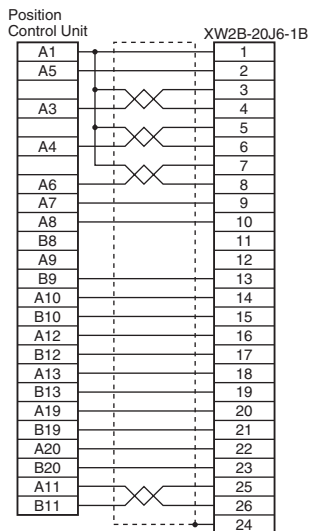 Position
Control Unit
XW2B-20J6-1B
A1 1
A5 2
3
A3 4
5
A4 6
7
A6 8
A7 9
A8 10
B8 11
A9 12
B9 13
A10 14
B10 15
A12 16
B12 17
A13 18
B13 19
A19 20
B19 21
A20 22
B20 23
A11 25
B11 26
24